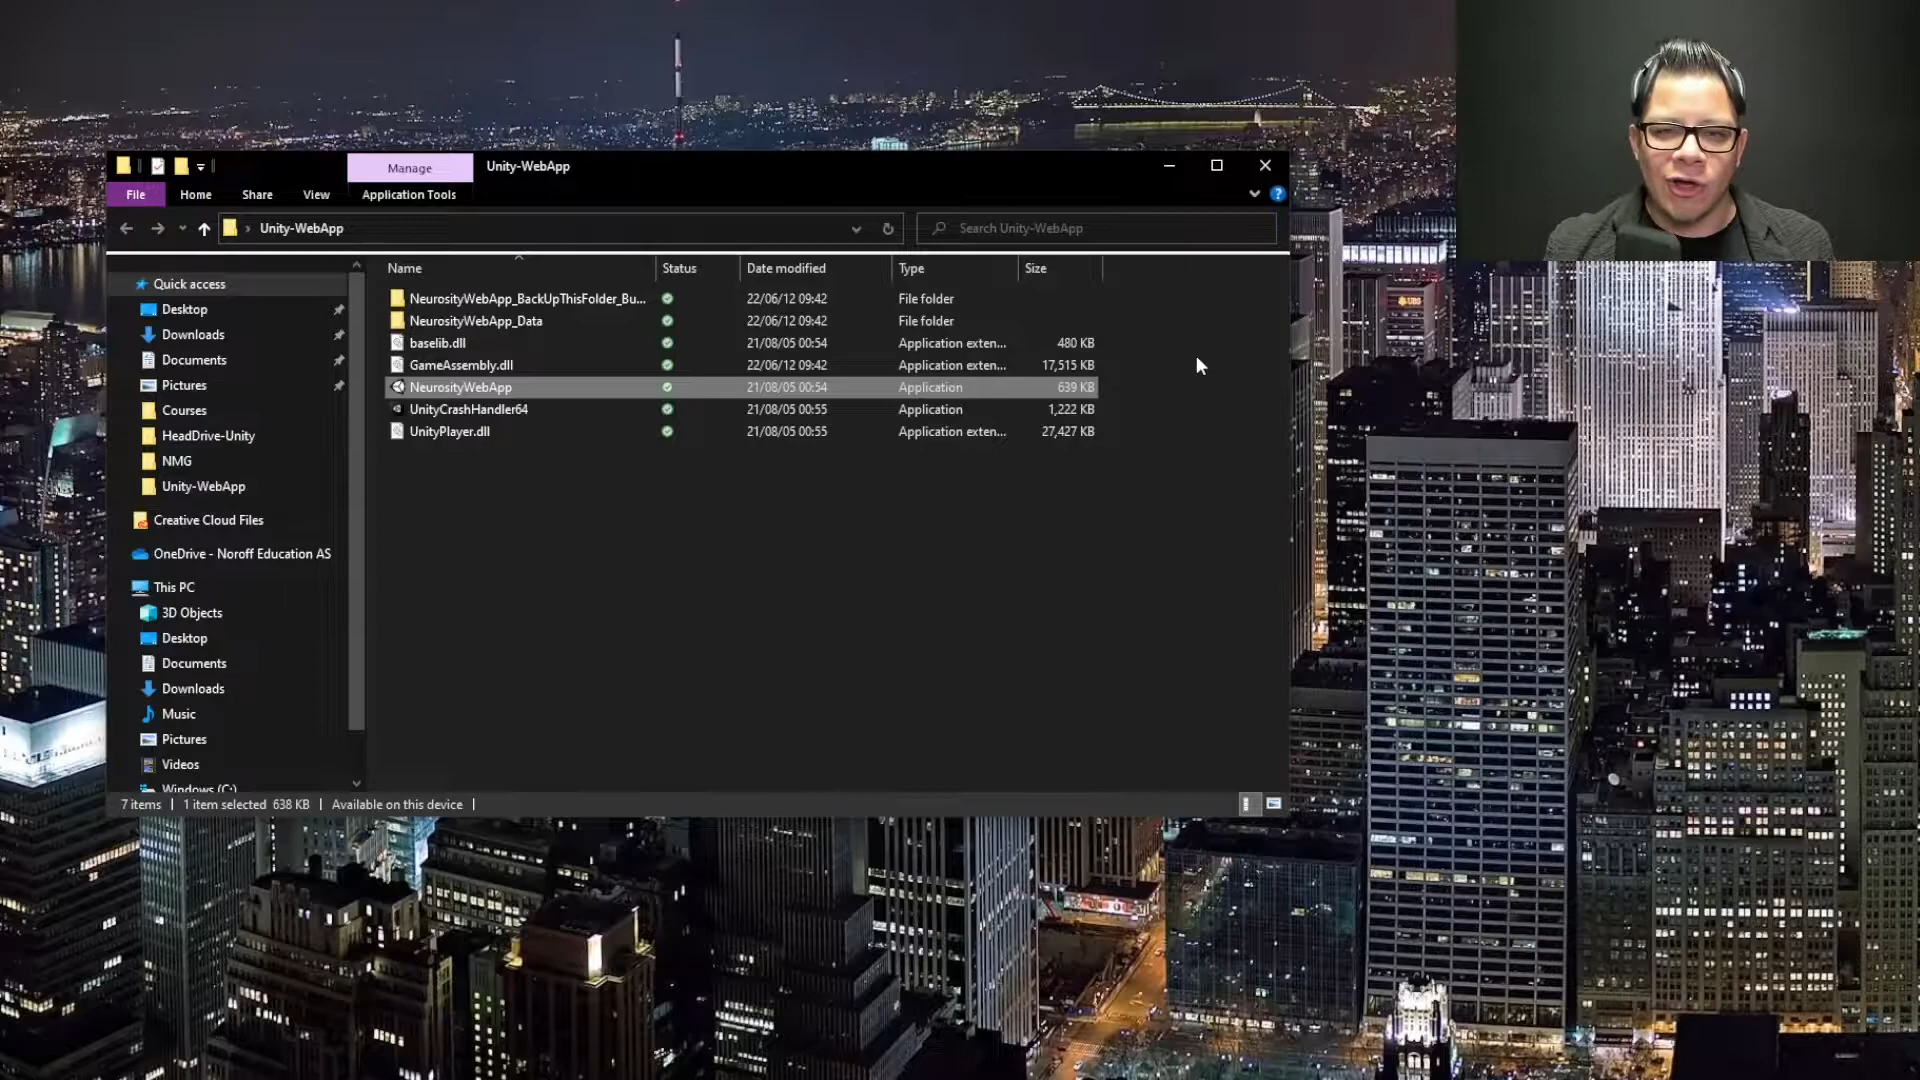 Manage
Unity-WebApp
File
Home
Share
View
Application Tools
Unity-WebApp
Search Unity-WebApp
Name
Status
Date modified
Type
Size
NeurosityWebApp_BackUpThisFolder_Bu...
22/06/12 09:42
File folder
NeurosityWebApp_Data
22/06/12 09:42
File folder
baselib.dll
21/08/05 00:54
Application exten...
480 KB
GameAssembly.dll
22/06/12 09:42
Application exten...
17,515 KB
NeurosityWebApp
21/08/05 00:54
Application
639 KB
UnityCrashHandler64
21/08/05 00:55
Application
1,222 KB
UnityPlayer.dll
21/08/05 00:55
Application exten...
27,427 KB
Quick access
Desktop
Downloads
Documents
Pictures
Courses
HeadDrive-Unity
NMG
Unity-WebApp
Creative Cloud Files
OneDrive - Noroff Education AS
This PC
3D Objects
Desktop
Documents
Downloads
Music
Pictures
Videos
Windows (C:)
7 items
1 item selected 638 KB
Available on this device
UBS